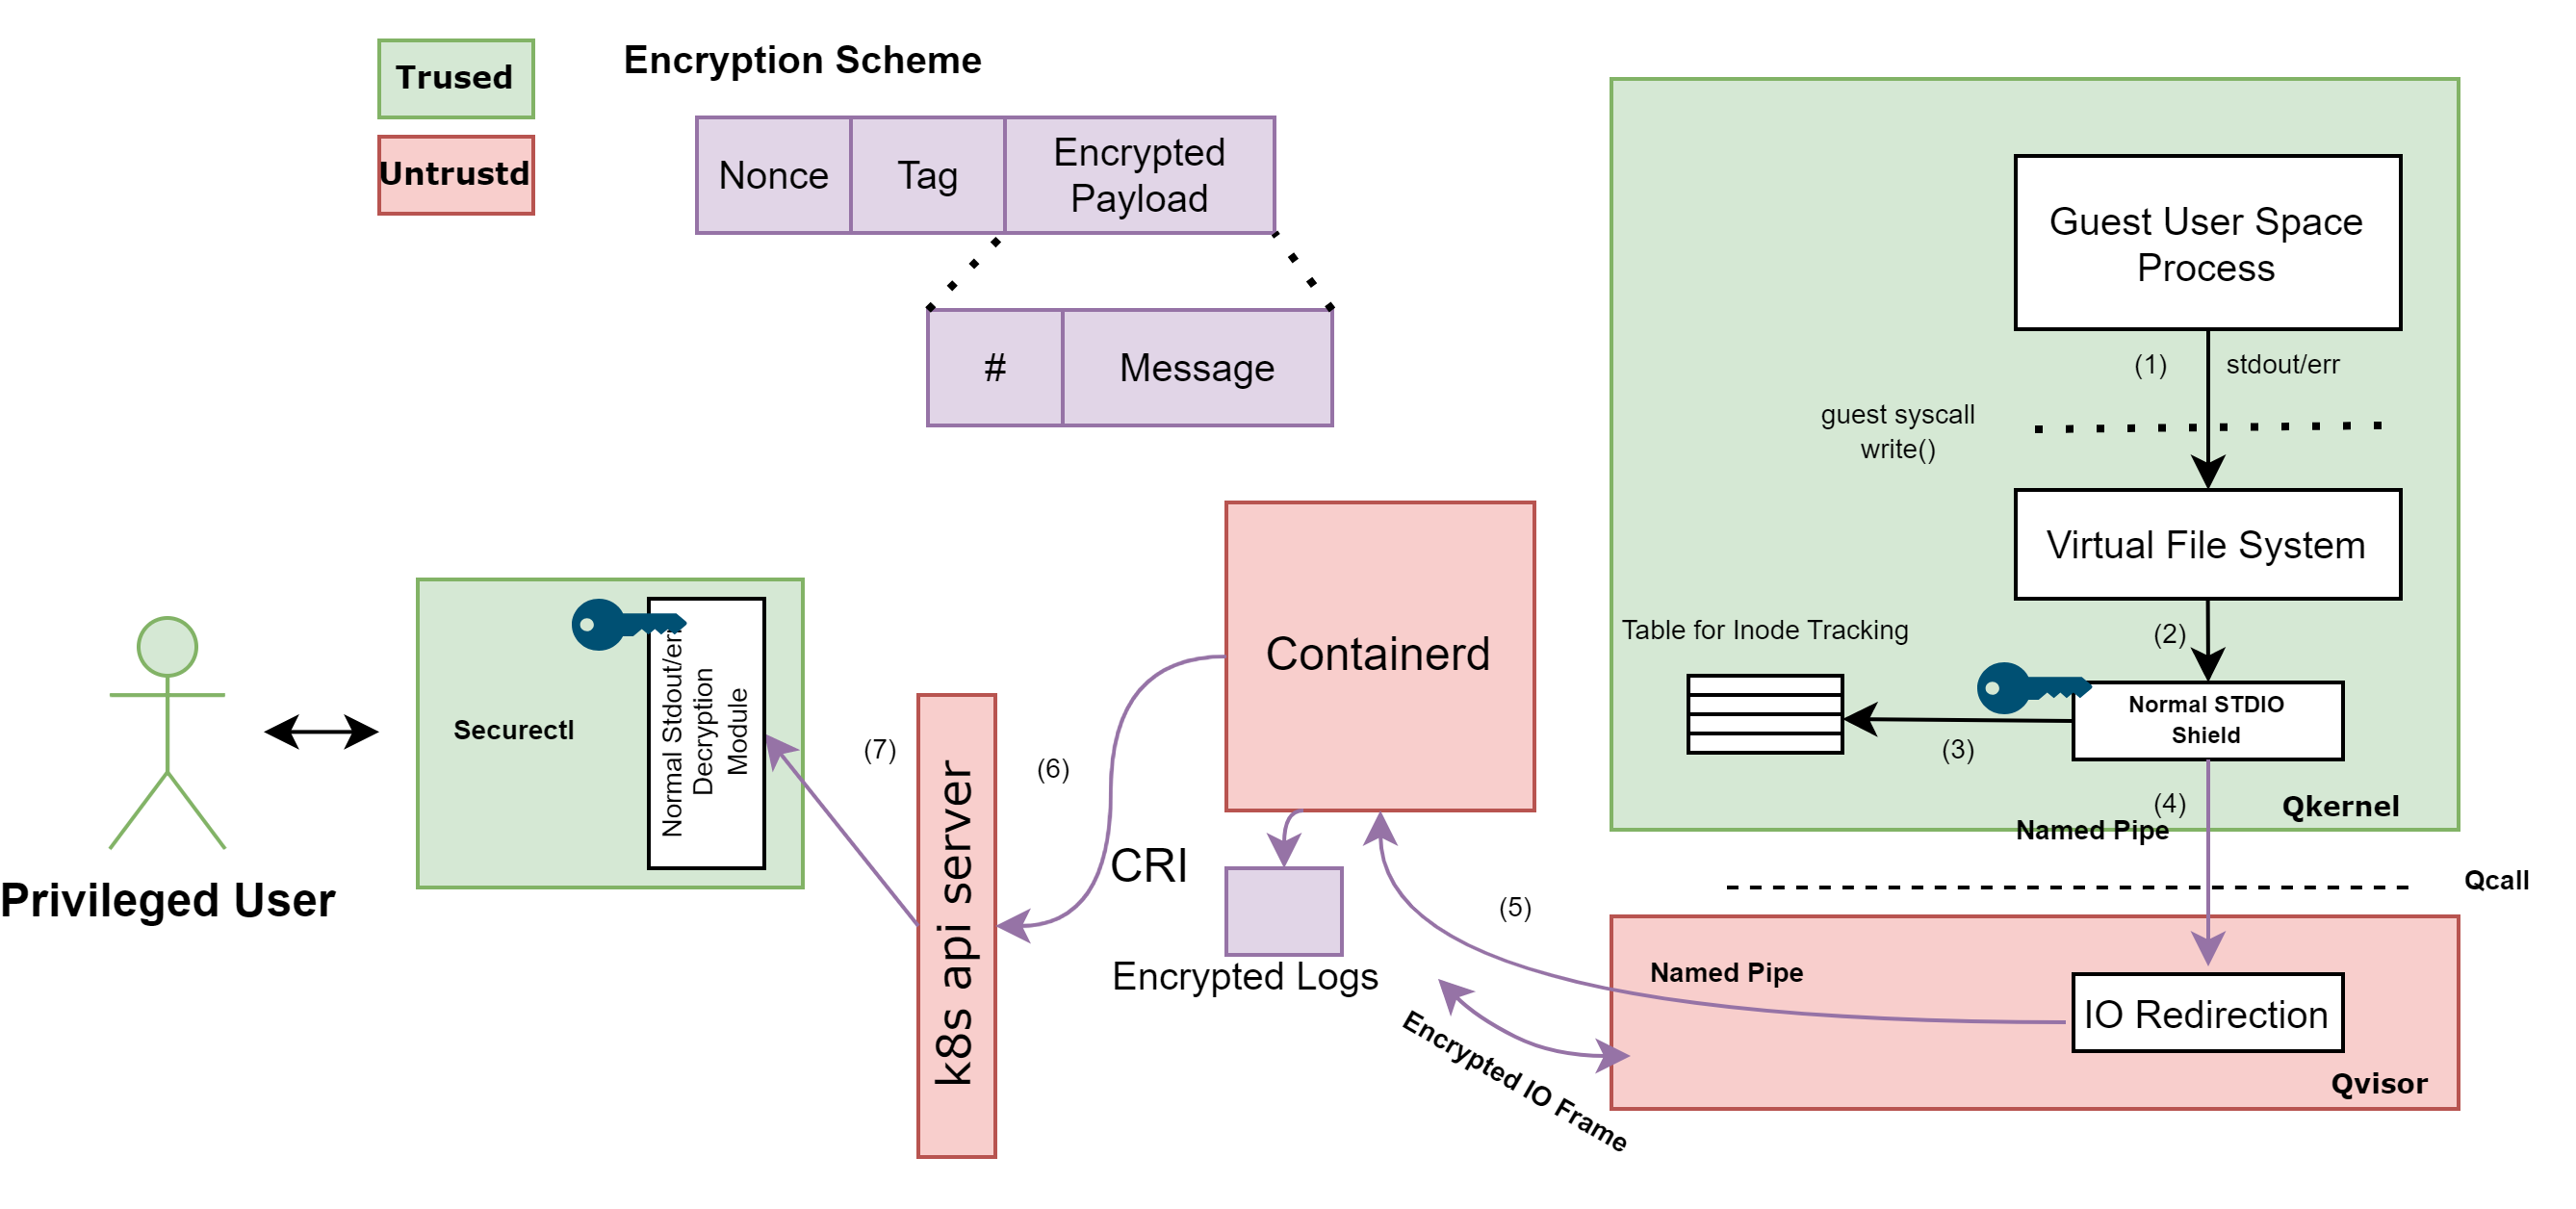 Trused
Untrustd
Encryption Scheme
Nonce
Tag
Encrypted
Payload
#
Message
Guest User Space
Process
(1)
stdout/err
guest syscall
write()
Virtual File System
(2)
Table for Inode Tracking
Normal STDIO
Shield
(3)
(4)
Qkernel
Named Pipe
Qcall
Named Pipe
IO Redirection
Qvisor
(5)
Encrypted IO Frame
Containerd
Encrypted Logs
CRI
(6)
k8s api server
(7)
Normal Stdout/err
Decryption
Module
Securectl
Privileged User